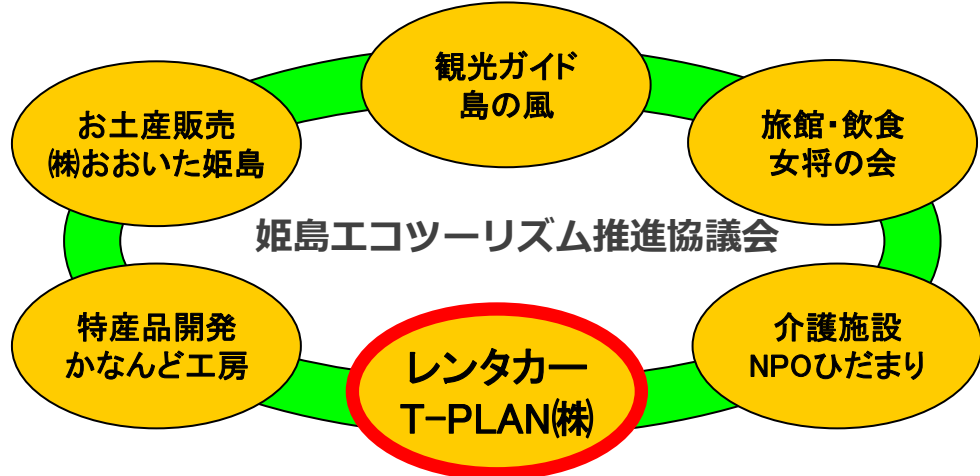 観光ガイド
島の風
お土産販売
㈱おおいた姫島
旅館・飲食
女将の会
姫島エコツーリズム推進協議会
特産品開発
かなんど工房
レンタカー
T-PLAN㈱
介護施設
NPOひだまり